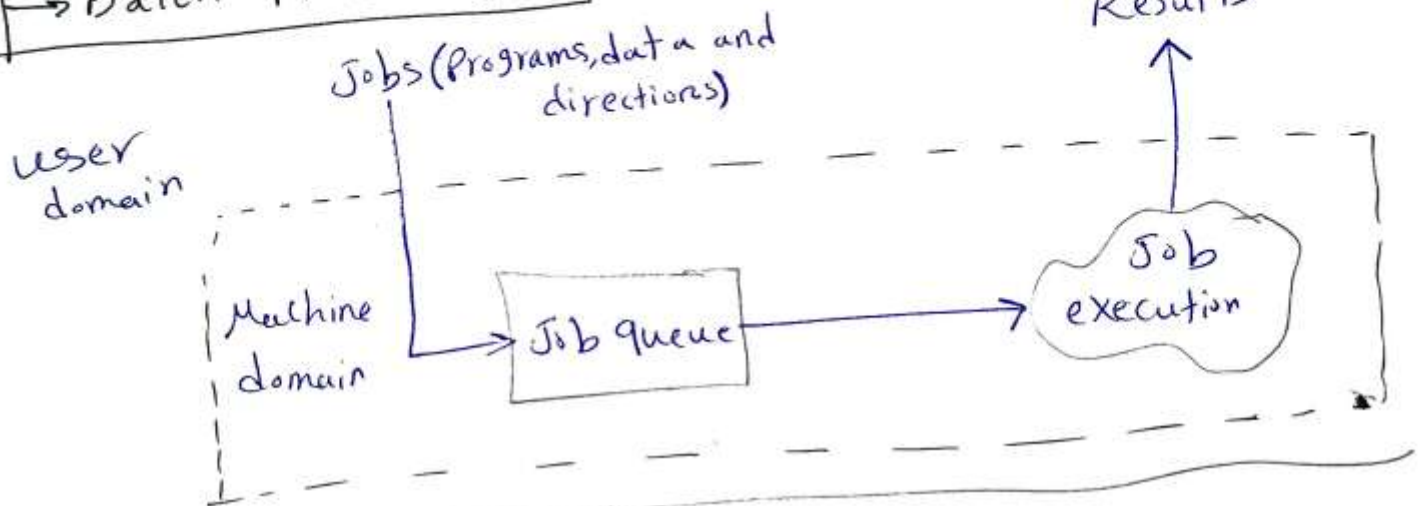 Jobs (Programs, data and
directions)
Results
user
domain
Machine
domain
Job queue
Job
execution